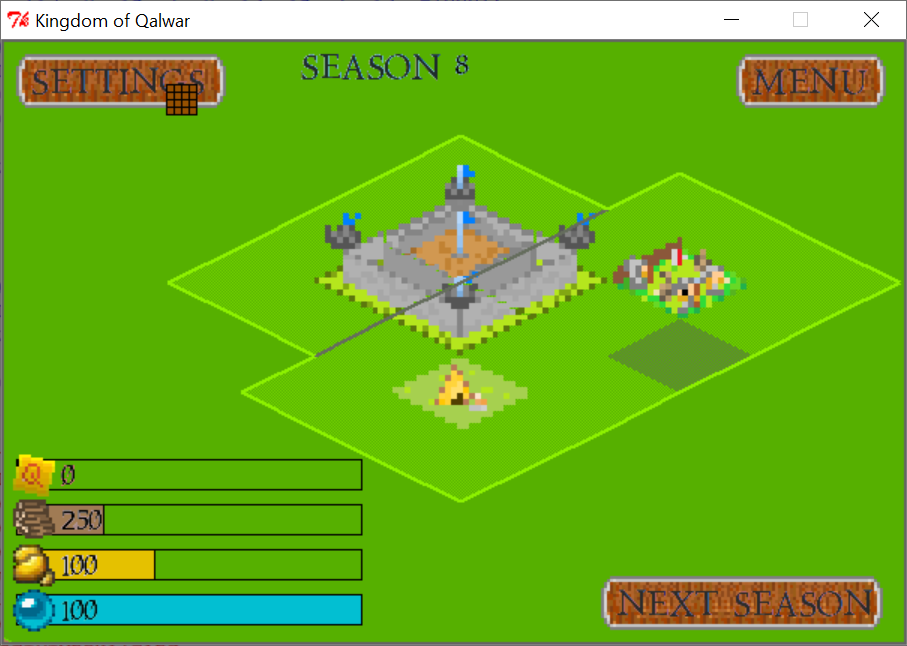 Kingdom of Qalwar
SETTINGS
SEASON 8
MENU
0
250
100
100
NEXT SEASON